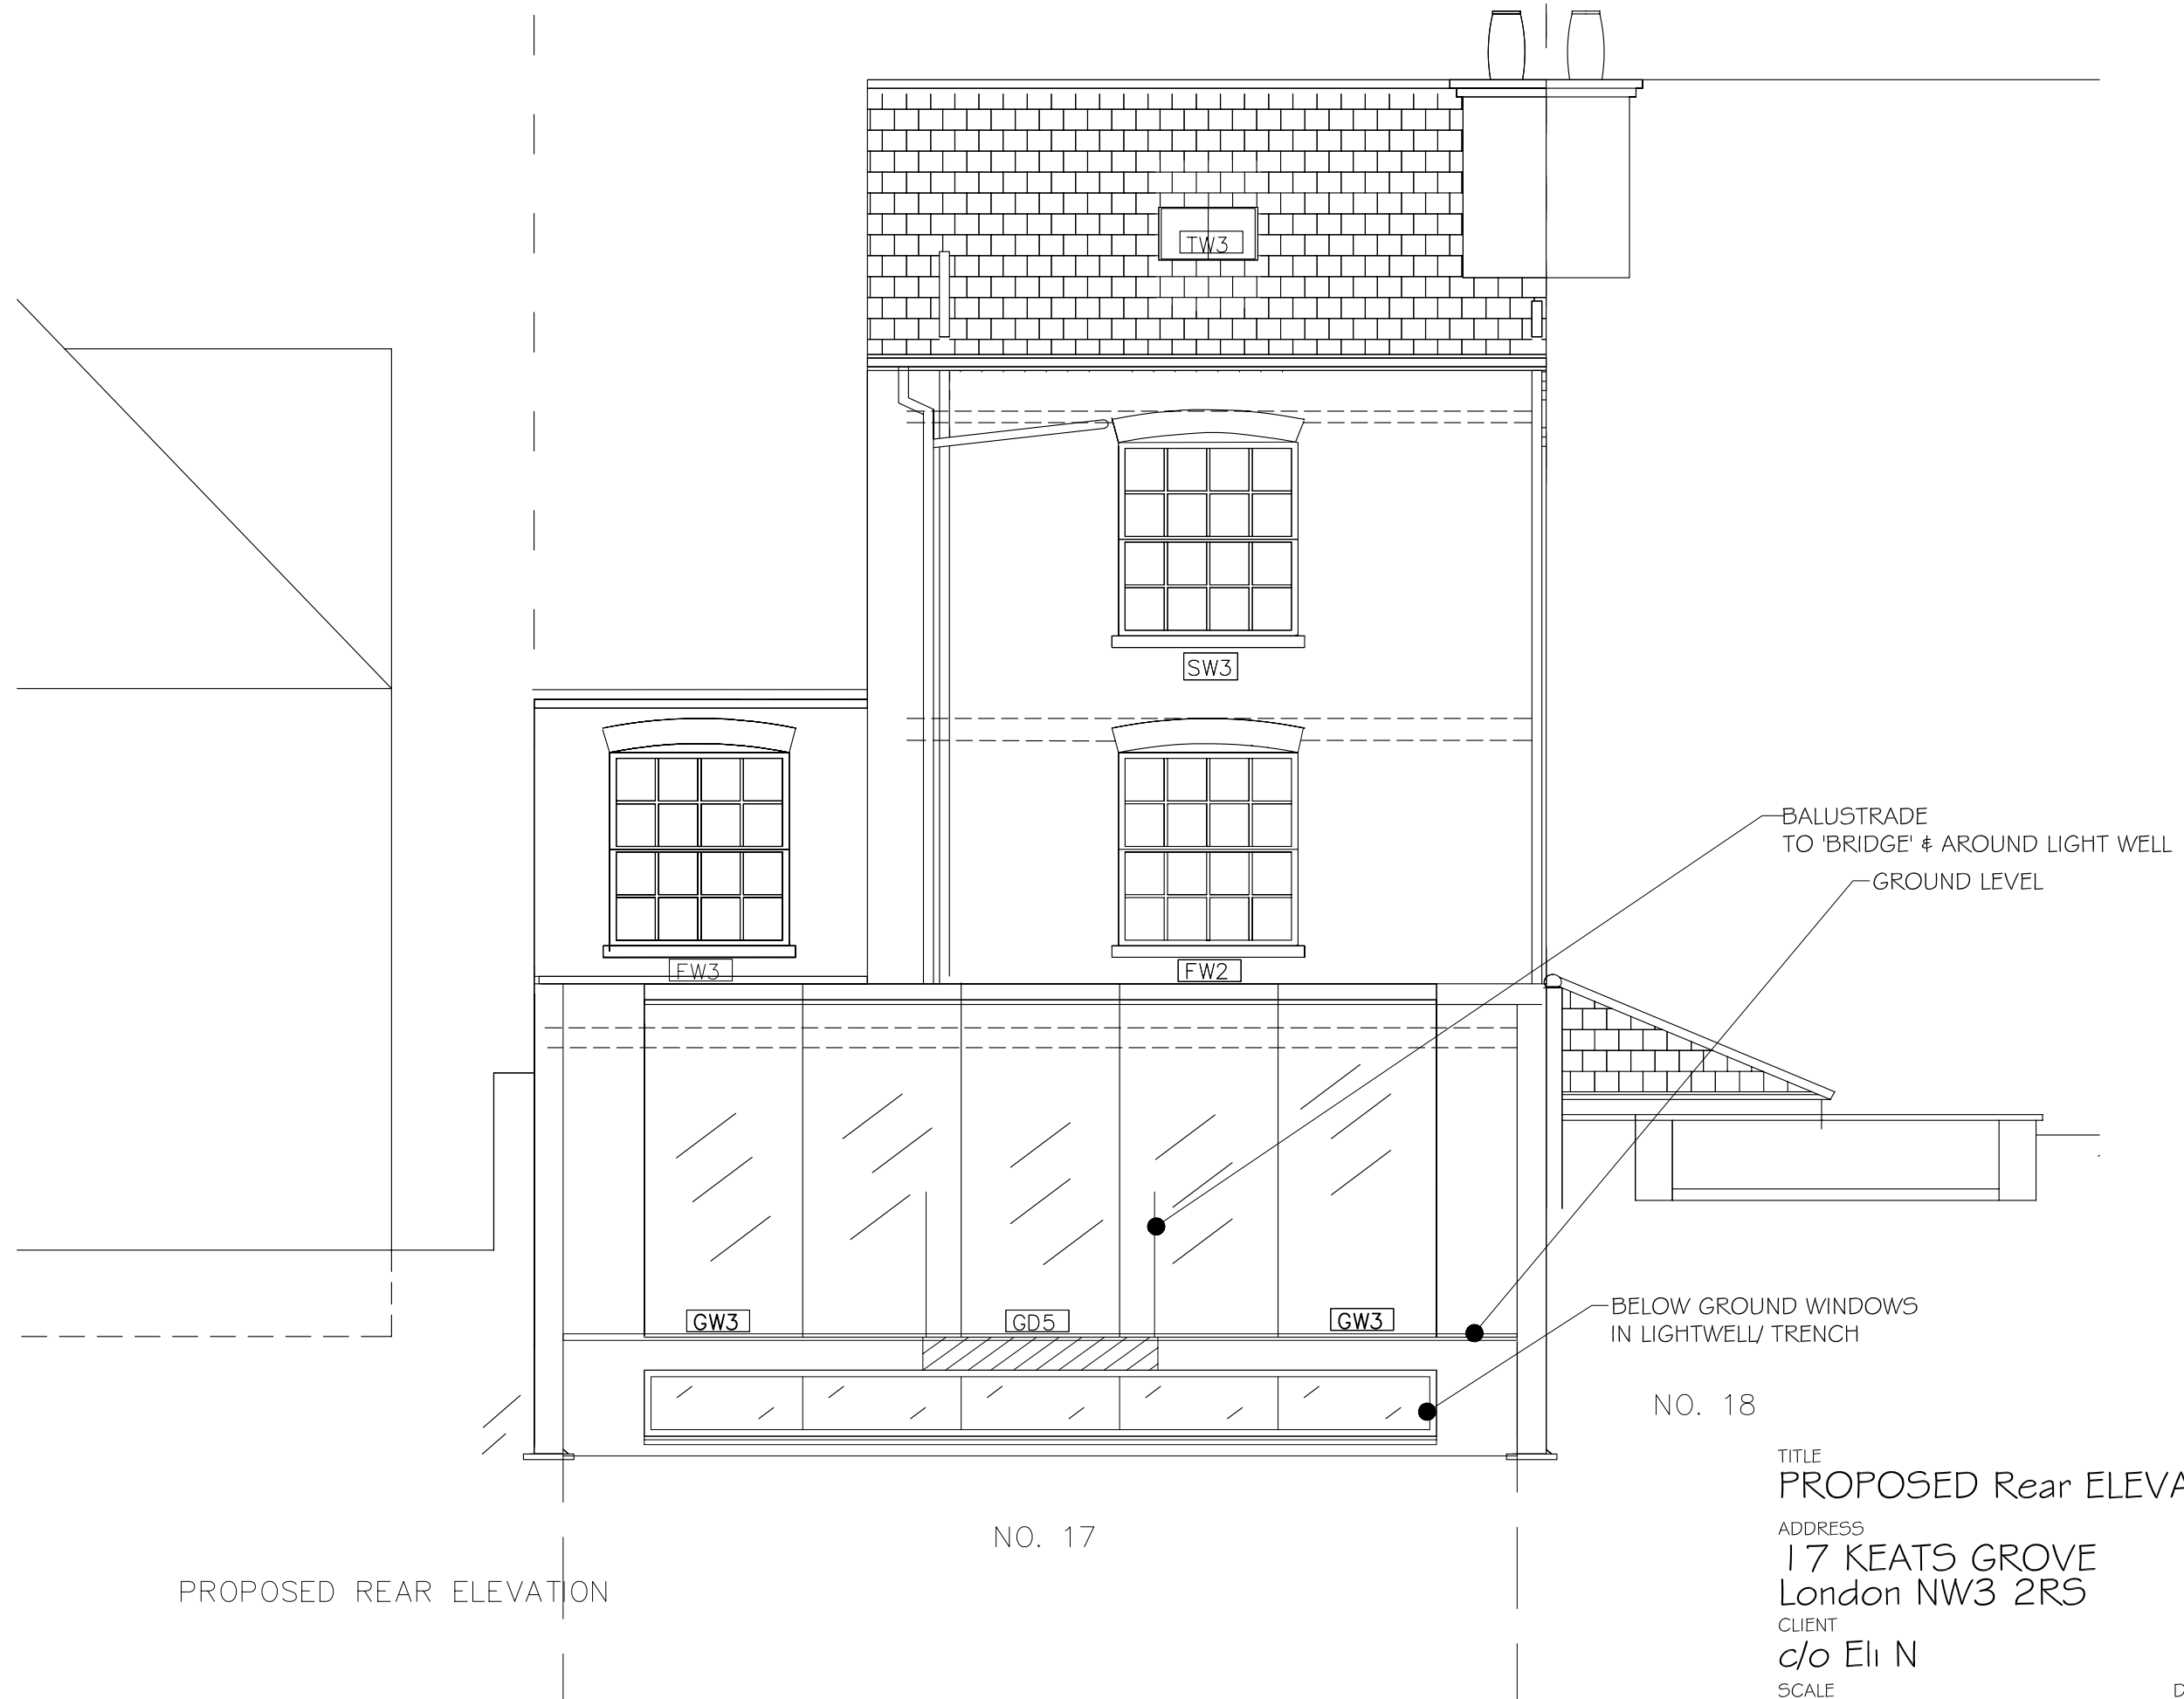 TW3
SW3
FW3
FW2
BALUSTRADE
TO 'BRIDGE' & AROUND LIGHT WELL
GROUND LEVEL
GW3
GD5
GW3
BELOW GROUND WINDOWS
IN LIGHTWELL/ TRENCH
NO. 18
NO. 17
PROPOSED REAR ELEVATION
TITLE
PROPOSED Rear ELEVA
ADDRESS
17 KEATS GROVE
London NW3 2RS
CLIENT
c/o Eli N
SCALE